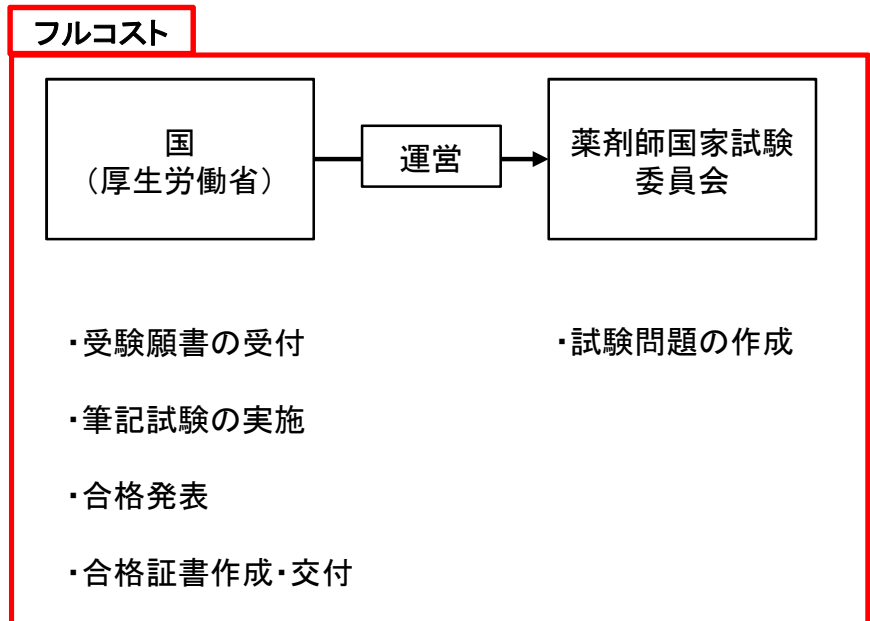 フルコスト
国
（厚生労働省）
運営
薬剤師国家試験
委員会
・受験願書の受付
・筆記試験の実施
・合格発表
・合格証書作成・交付
・試験問題の作成